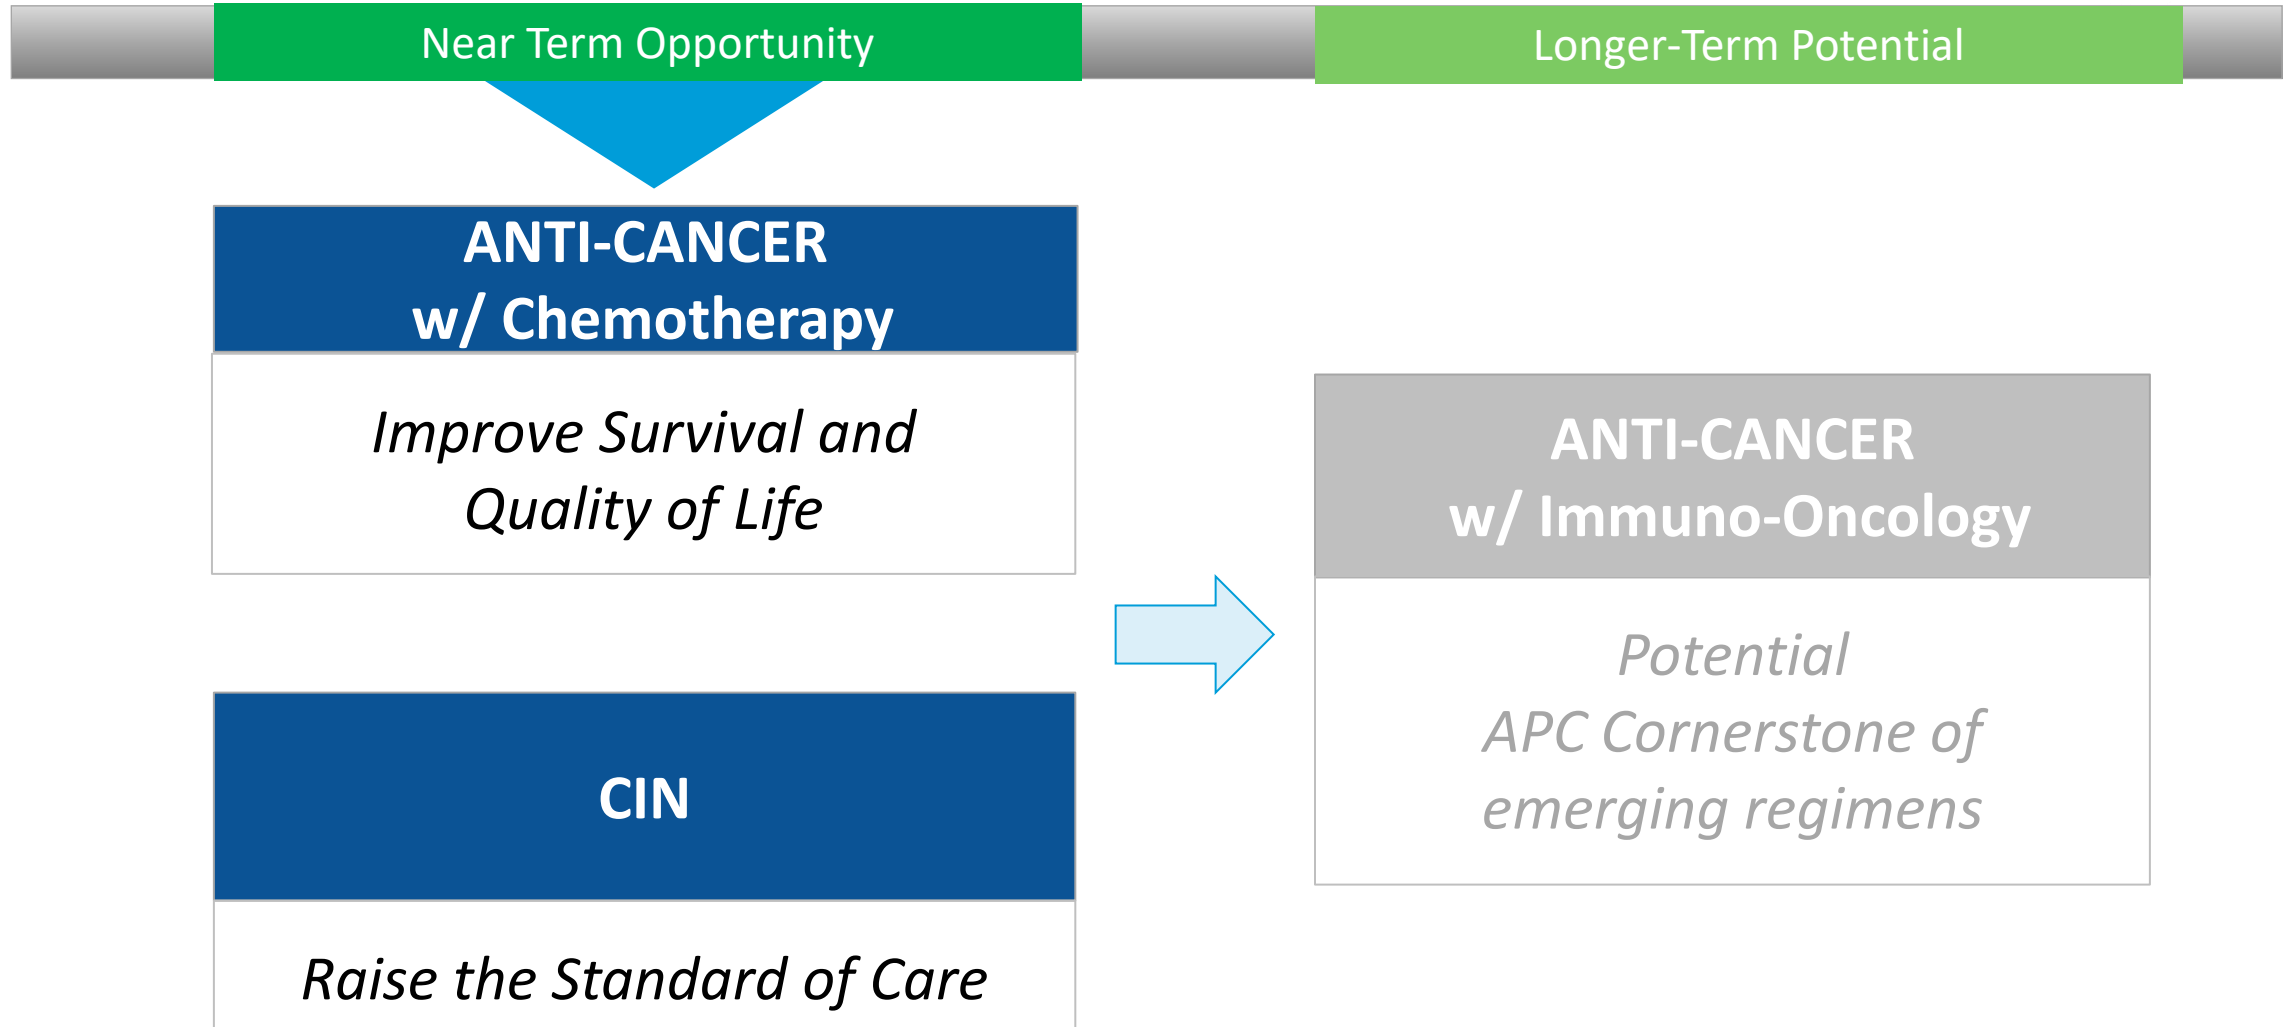 Near Term Opportunity
Longer-Term Potential
ANTI-CANCER
w/ Chemotherapy
Improve Survival and
Quality of Life
CIN
Raise the Standard of Care
ANTI-CANCER
w/ Immuno-Oncology
Potential
APC Cornerstone of
emerging regimens